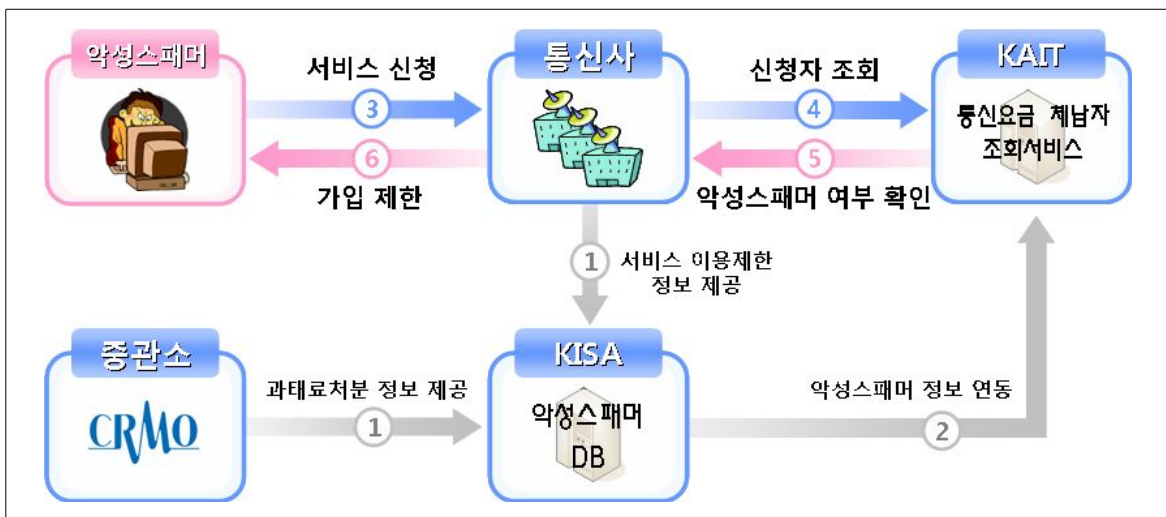 악성스패머
서비스 신청
3
6
가입 제한
통신사
신청자 조회
4
5
악성스패머 여부 확인
KAIT
통신요금 체납자
조회서비스
1
서비스 이용제한
정보 제공
중관소
CRMO
과태료처분 정보 제공
1
KISA
악성스패머
DB
악성스패머 정보 연동
2